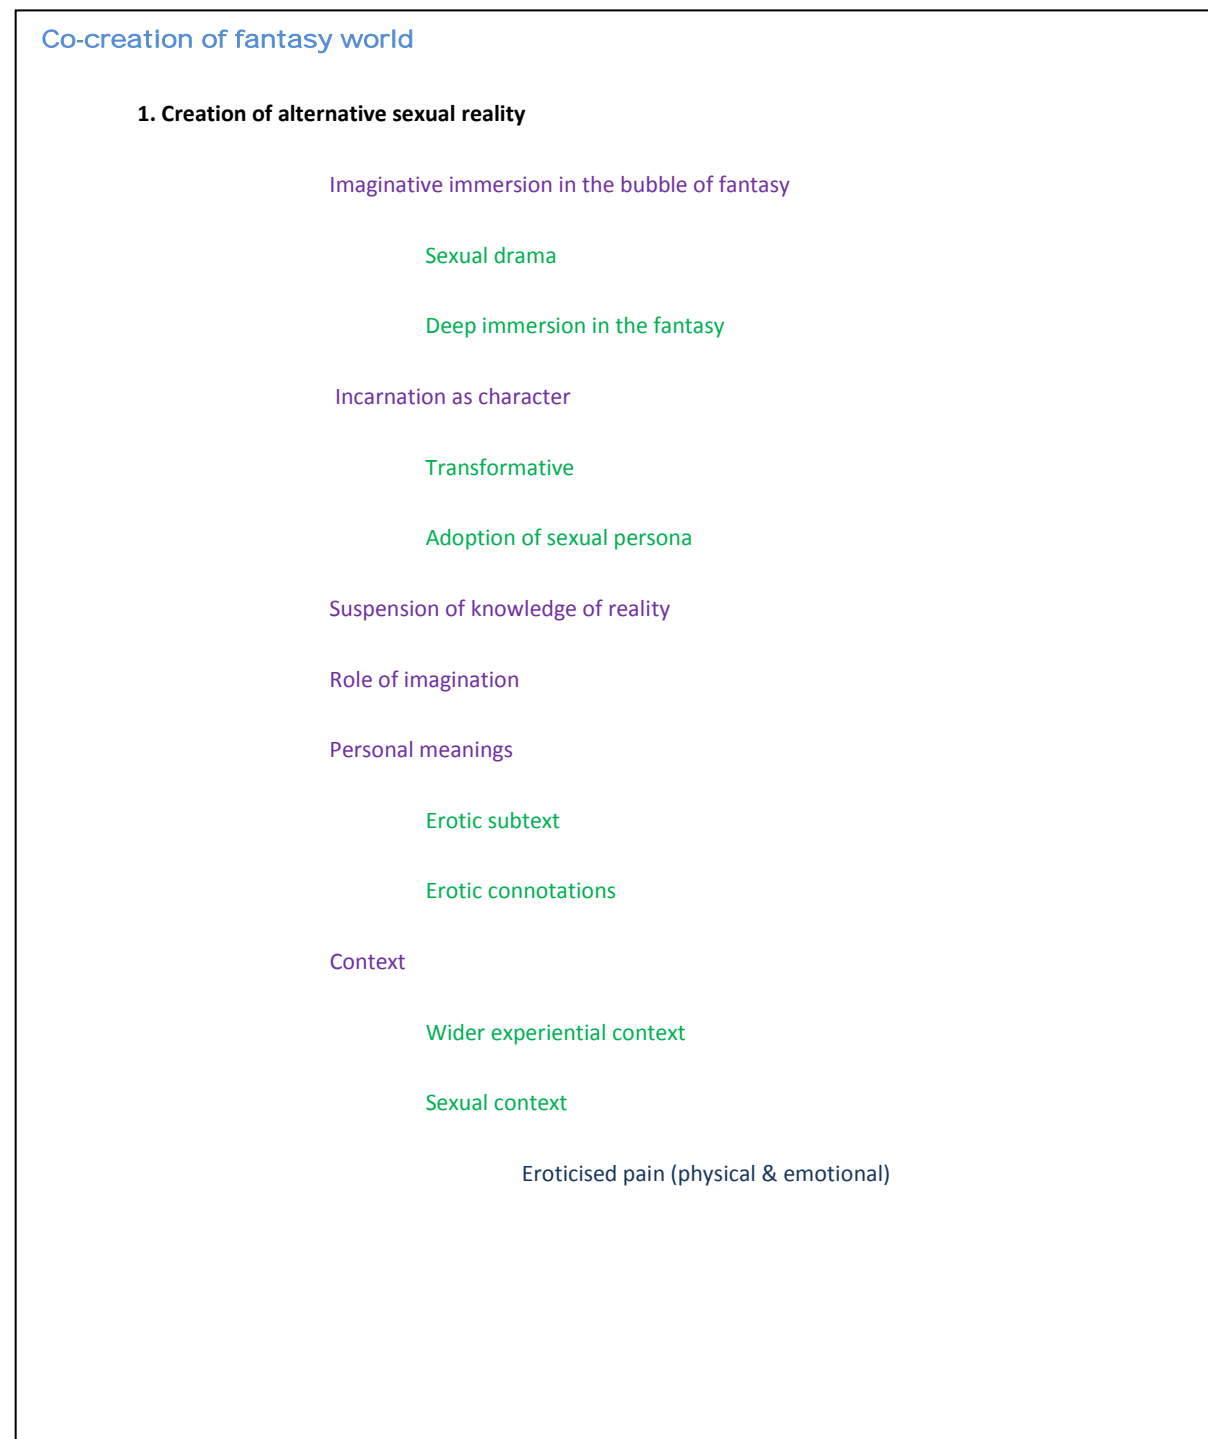 Co-creation of fantasy world
1. Creation of alternative sexual reality
Imaginative immersion in the bubble of fantasy
Sexual drama
Deep immersion in the fantasy
Incarnation as character
Transformative
Adoption of sexual persona
Suspension of knowledge of reality
Role of imagination
Personal meanings
Erotic subtext
Erotic connotations
Context
Wider experiential context
Sexual context
Eroticised pain (physical & emotional)